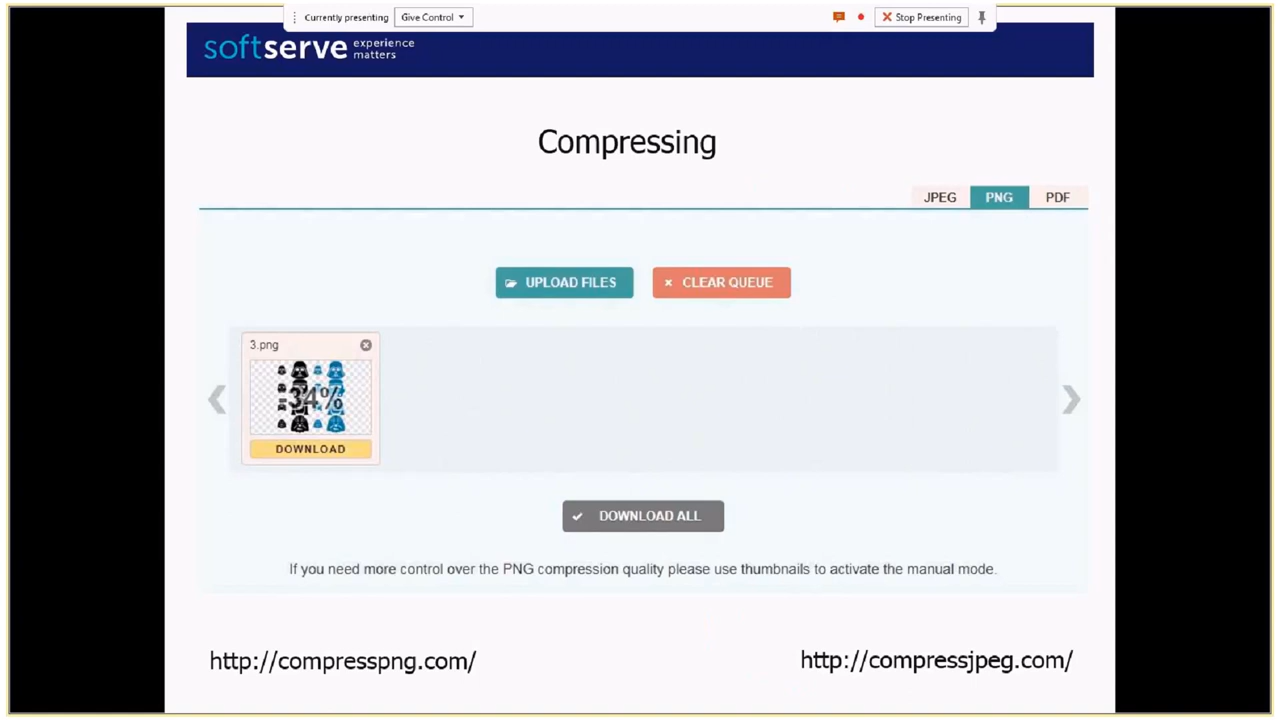 Currently presenting Give Control Stop Presenting
softserve experience matters
Compressing
JPEG PNG PDF
UPLOAD FILES CLEAR QUEUE
3.png
-34%
DOWNLOAD
DOWNLOAD ALL
If you need more control over the PNG compression quality please use thumbnails to activate the manual mode.
http://compresspng.com/ http://compressjpeg.com/